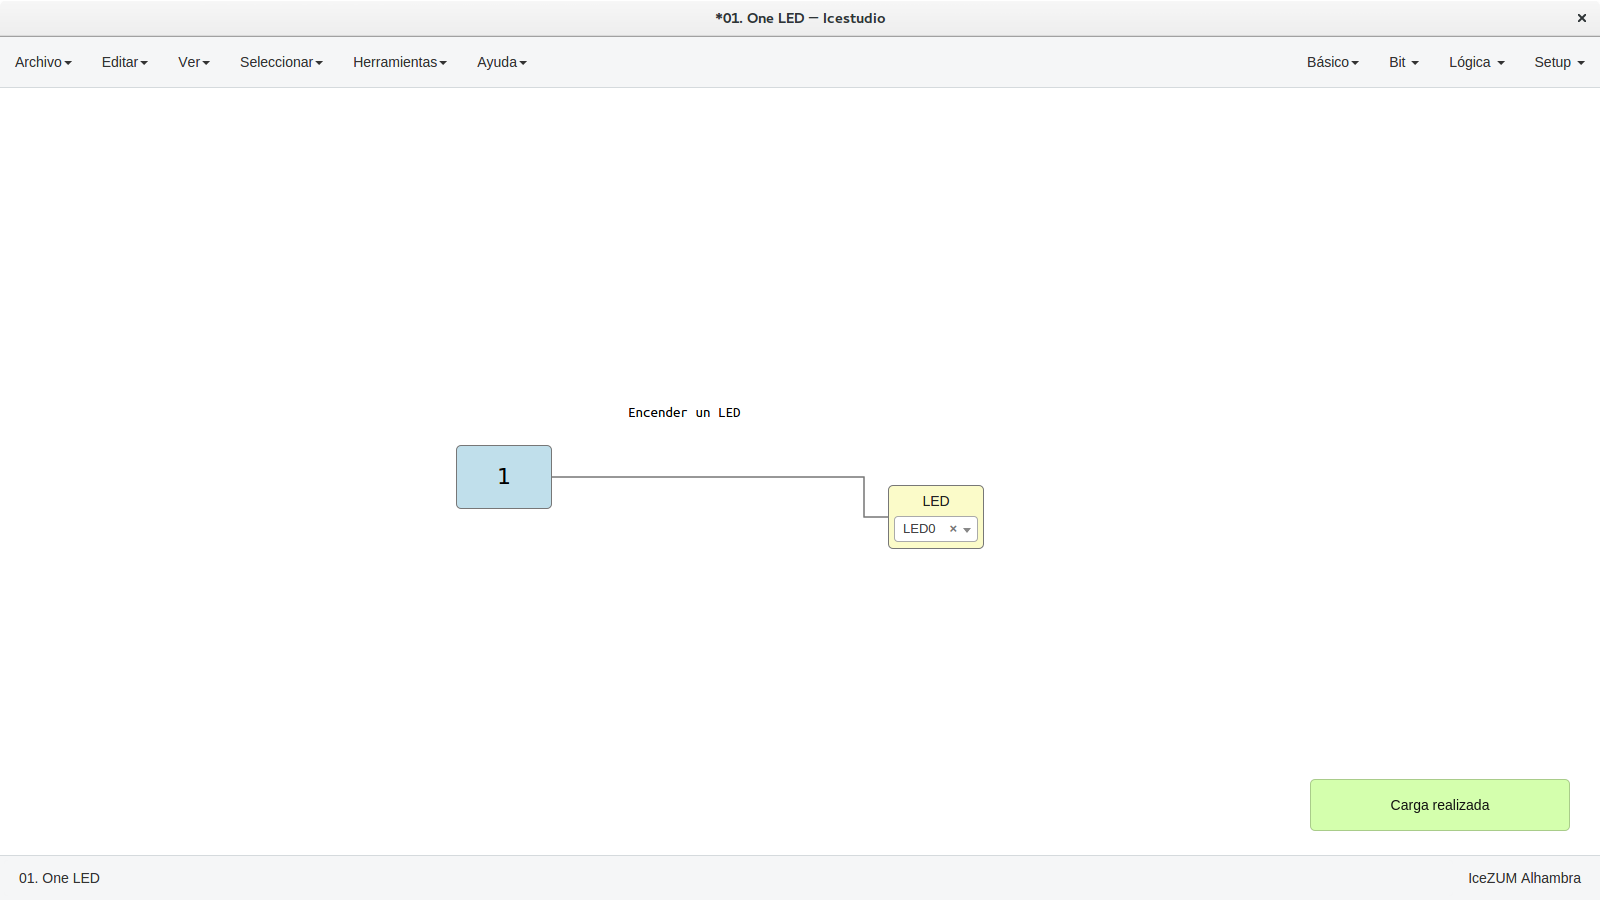 *01. One LED — Icestudio
Archivo Editar Ver Seleccionar Herramientas Ayuda Básico Bit Lógica Setup
Encender un LED
1
LED
LED0
Carga realizada
01. One LED IceZUM Alhambra